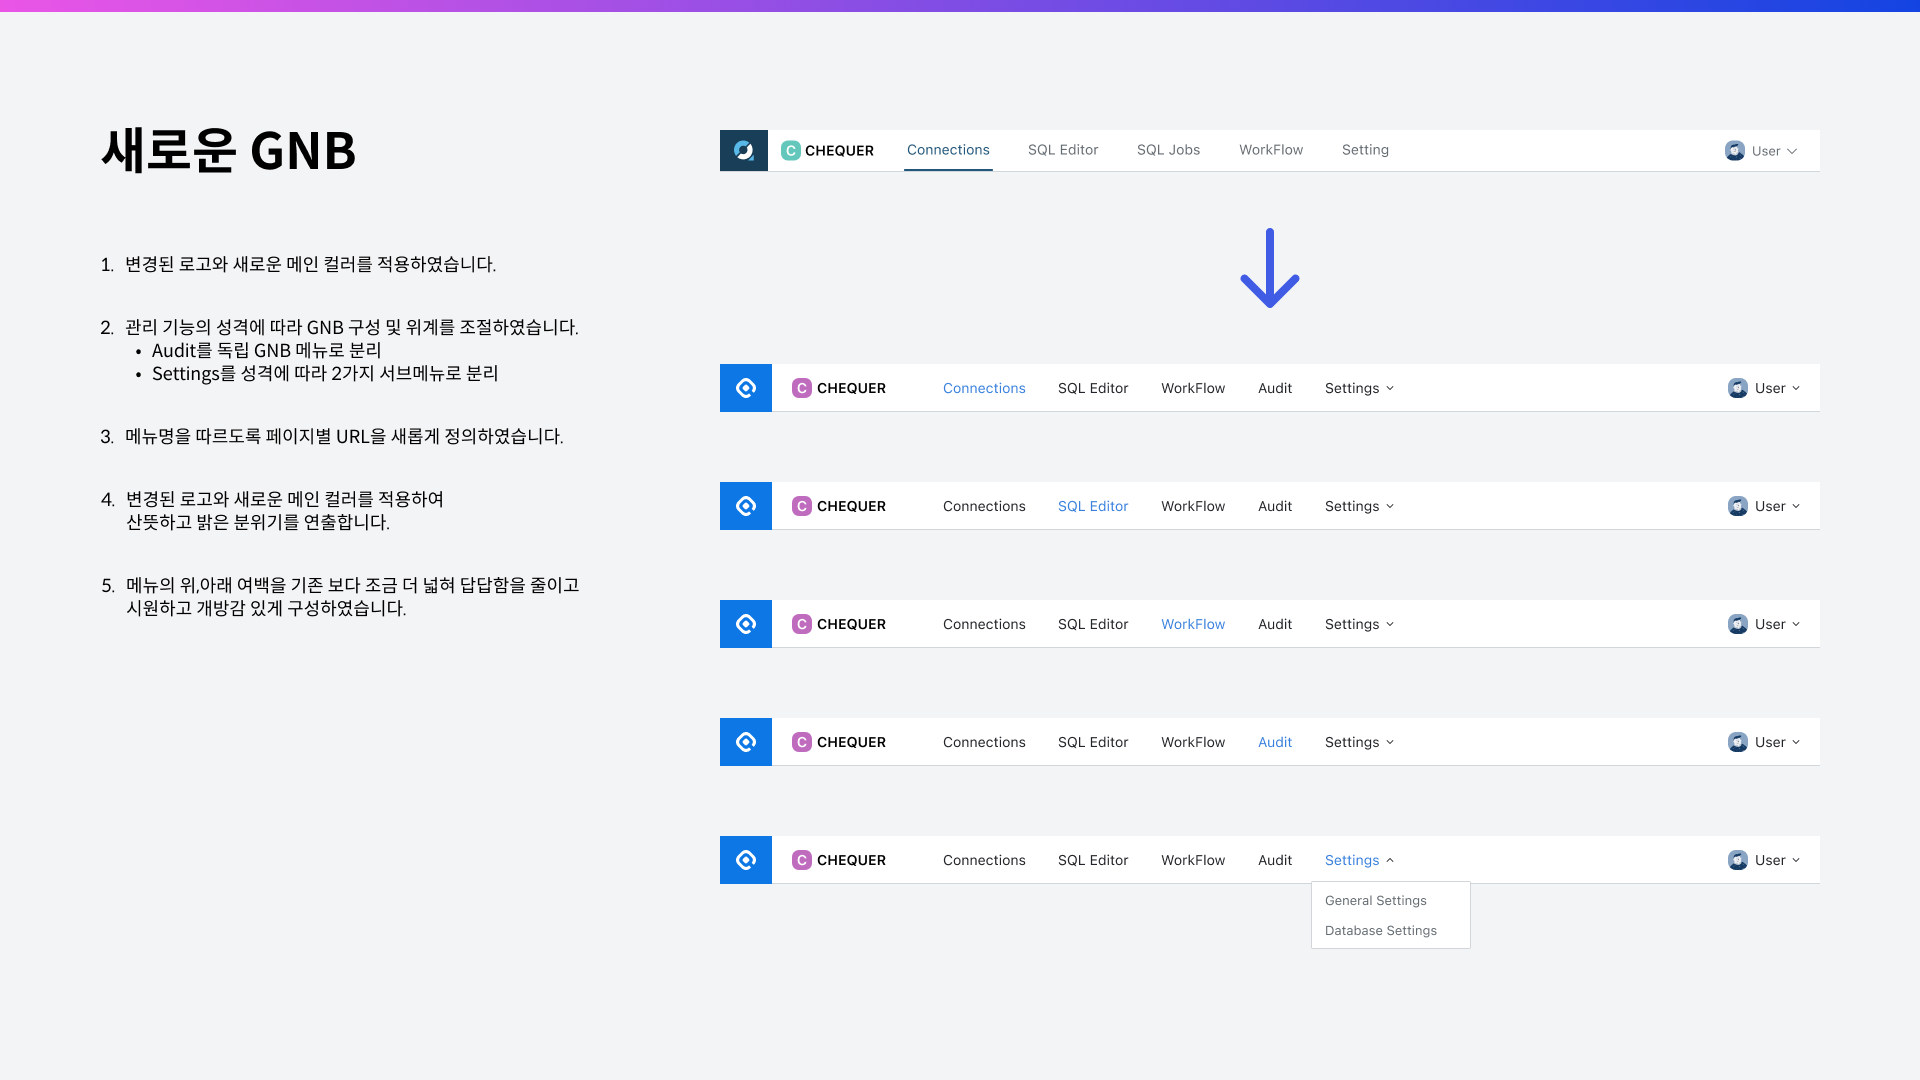 새로운 GNB
1. 변경된 로고와 새로운 메인 컬러를 적용하였습니다.
2. 관리 기능의 성격에 따라 GNB 구성 및 위계를 조절하였습니다.
• Audit를 독립 GNB 메뉴로 분리
• Settings를 성격에 따라 2가지 서브메뉴로 분리
3. 메뉴명을 따르도록 페이지별 URL을 새롭게 정의하였습니다.
4. 변경된 로고와 새로운 메인 컬러를 적용하여
산뜻하고 밝은 분위기를 연출합니다.
5. 메뉴의 위,아래 여백을 기존 보다 조금 더 넓혀 답답함을 줄이고
시원하고 개방감 있게 구성하였습니다.
C CHEQUER Connections SQL Editor SQL Jobs WorkFlow Setting User
C CHEQUER Connections SQL Editor WorkFlow Audit Settings User
C CHEQUER Connections SQL Editor WorkFlow Audit Settings User
C CHEQUER Connections SQL Editor WorkFlow Audit Settings User
C CHEQUER Connections SQL Editor WorkFlow Audit Settings User
C CHEQUER Connections SQL Editor WorkFlow Audit Settings User
General Settings
Database Settings